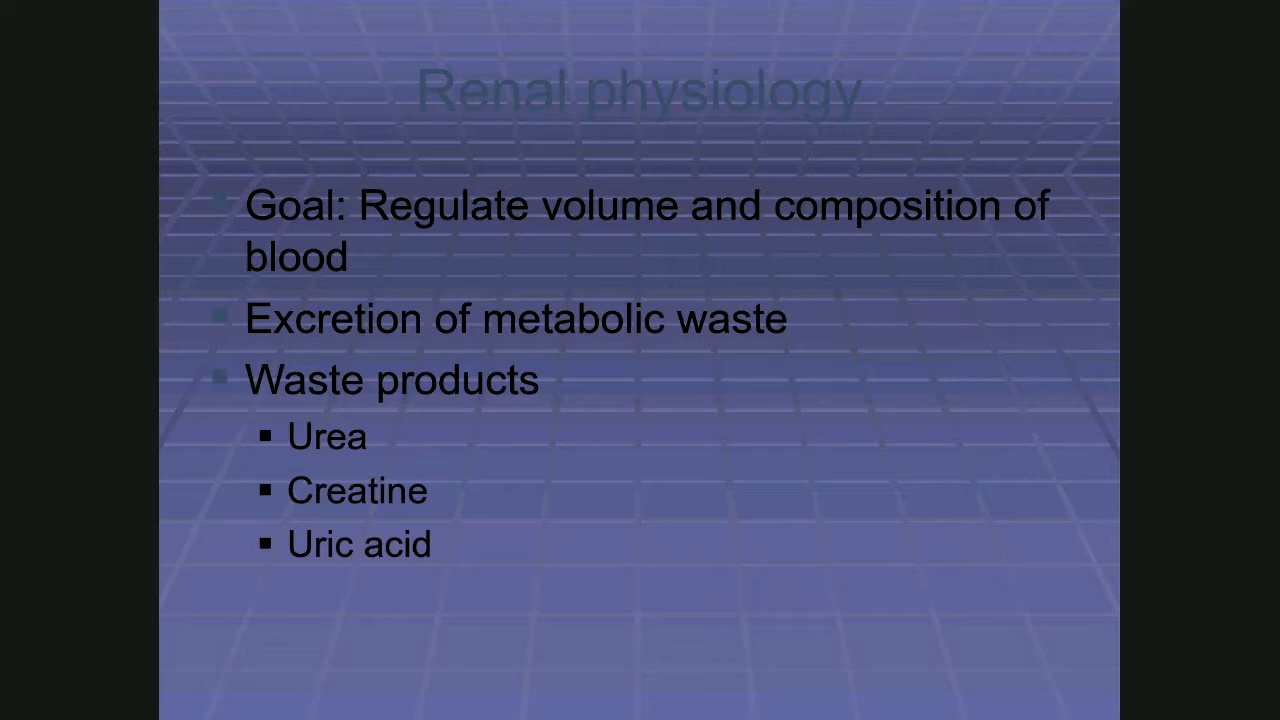 Renal physiology
Goal: Regulate volume and composition of
blood
Excretion of metabolic waste
Waste products
Urea
Creatine
Uric acid